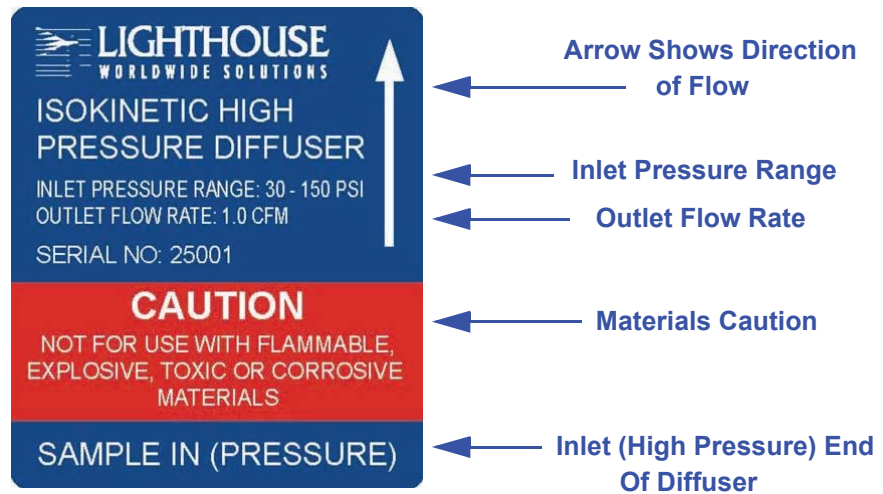 LIGHTHOUSE
WORLDWIDE SOLUTIONS
ISOKINETIC HIGH
PRESSURE DIFFUSER
INLET PRESSURE RANGE: 30 - 150 PSI
OUTLET FLOW RATE: 1.0 CFM
SERIAL NO: 25001
CAUTION
NOT FOR USE WITH FLAMMABLE,
EXPLOSIVE, TOXIC OR CORROSIVE
MATERIALS
SAMPLE IN (PRESSURE)
Arrow Shows Direction
of Flow
Inlet Pressure Range
Outlet Flow Rate
Materials Caution
Inlet (High Pressure) End
Of Diffuser